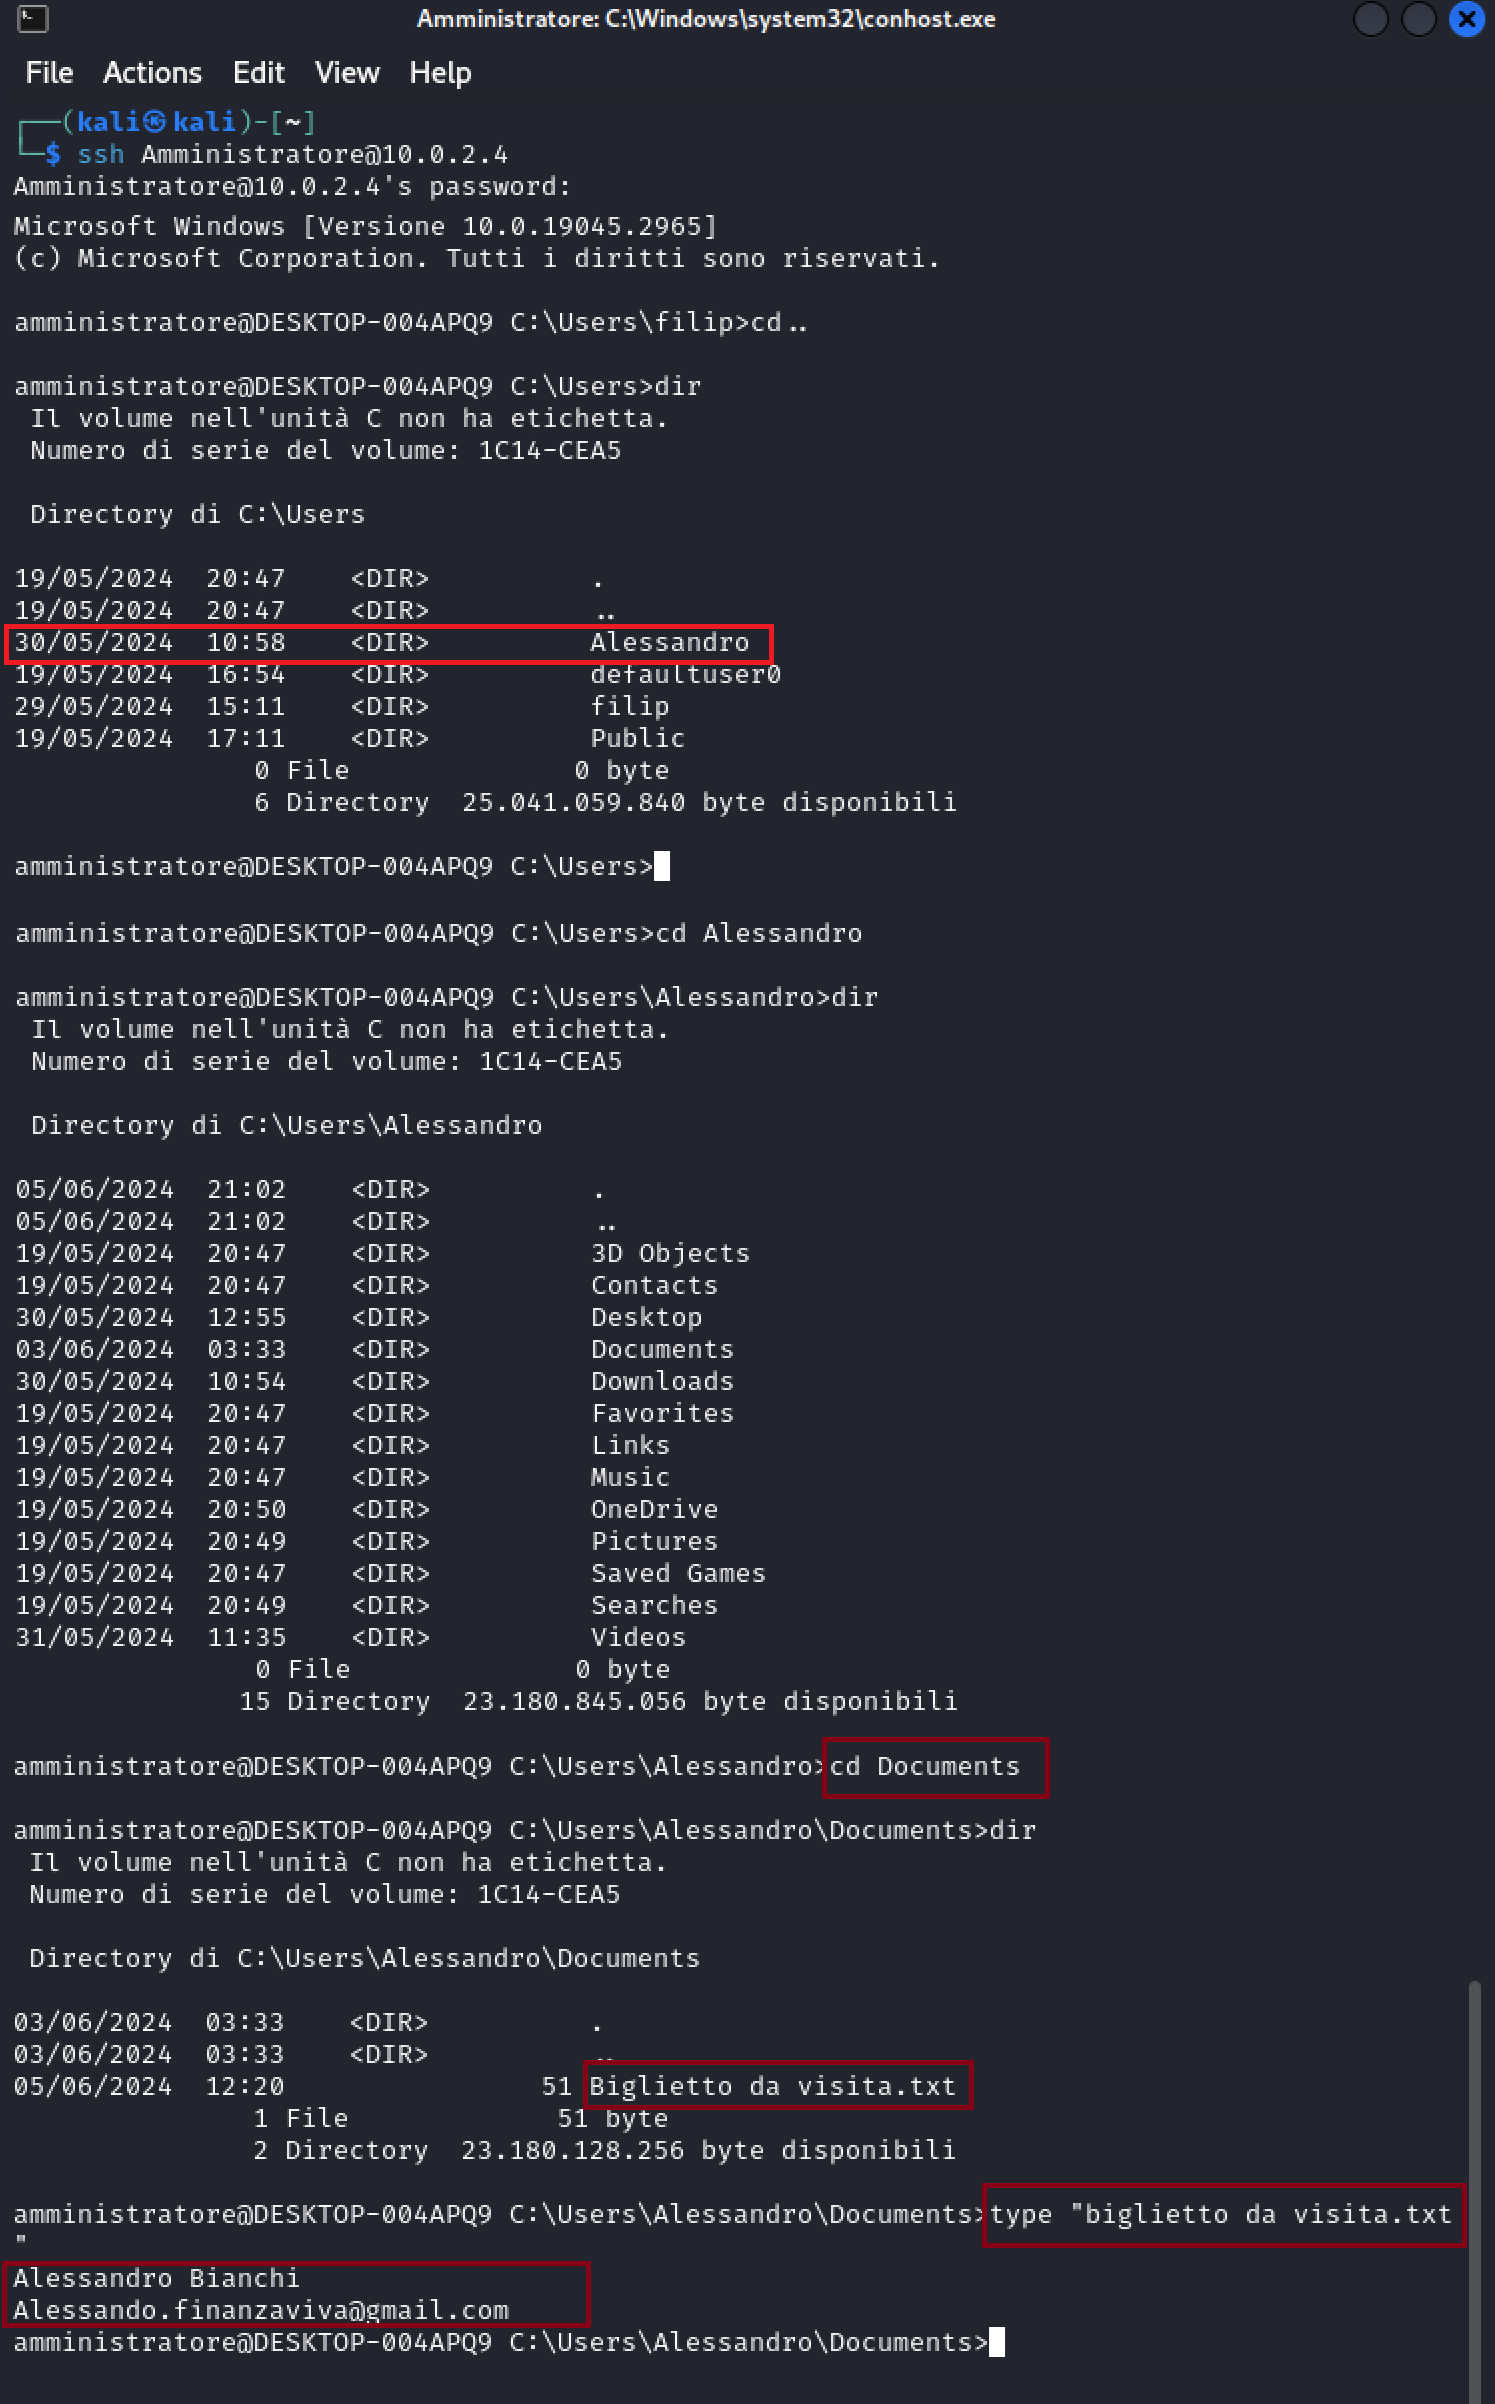 Amministratore: C:\Windows\system32\conhost.exe
File Actions Edit View Help
┌──(kali㉿kali)-[~]
└─$ ssh Amministratore@10.0.2.4
Amministratore@10.0.2.4's password:
Microsoft Windows [Versione 10.0.19045.2965]
(c) Microsoft Corporation. Tutti i diritti sono riservati.
amministratore@DESKTOP-004APQ9 C:\Users\filip>cd..
amministratore@DESKTOP-004APQ9 C:\Users>dir
Il volume nell'unità C non ha etichetta.
Numero di serie del volume: 1C14-CEA5
Directory di C:\Users
19/05/2024 20:47 <DIR> .
19/05/2024 20:47 <DIR> ..
30/05/2024 10:58 <DIR> Alessandro
19/05/2024 16:54 <DIR> defaultuser0
29/05/2024 15:11 <DIR> filip
19/05/2024 17:11 <DIR> Public
0 File 0 byte
6 Directory 25.041.059.840 byte disponibili
amministratore@DESKTOP-004APQ9 C:\Users>
amministratore@DESKTOP-004APQ9 C:\Users>cd Alessandro
amministratore@DESKTOP-004APQ9 C:\Users\Alessandro>dir
Il volume nell'unità C non ha etichetta.
Numero di serie del volume: 1C14-CEA5
Directory di C:\Users\Alessandro
05/06/2024 21:02 <DIR> .
05/06/2024 21:02 <DIR> ..
19/05/2024 20:47 <DIR> 3D Objects
19/05/2024 20:47 <DIR> Contacts
30/05/2024 12:55 <DIR> Desktop
03/06/2024 03:33 <DIR> Documents
30/05/2024 10:54 <DIR> Downloads
19/05/2024 20:47 <DIR> Favorites
19/05/2024 20:47 <DIR> Links
19/05/2024 20:47 <DIR> Music
19/05/2024 20:50 <DIR> OneDrive
19/05/2024 20:49 <DIR> Pictures
19/05/2024 20:47 <DIR> Saved Games
19/05/2024 20:49 <DIR> Searches
31/05/2024 11:35 <DIR> Videos
0 File 0 byte
15 Directory 23.180.845.056 byte disponibili
amministratore@DESKTOP-004APQ9 C:\Users\Alessandro>cd Documents
amministratore@DESKTOP-004APQ9 C:\Users\Alessandro\Documents>dir
Il volume nell'unità C non ha etichetta.
Numero di serie del volume: 1C14-CEA5
Directory di C:\Users\Alessandro\Documents
03/06/2024 03:33 <DIR> .
03/06/2024 03:33 <DIR> ..
05/06/2024 12:20 51 Biglietto da visita.txt
1 File 51 byte
2 Directory 23.180.128.256 byte disponibili
amministratore@DESKTOP-004APQ9 C:\Users\Alessandro\Documents>type "biglietto da visita.txt
"
Alessandro Bianchi
Alessando.finanzaviva@gmail.com
amministratore@DESKTOP-004APQ9 C:\Users\Alessandro\Documents>